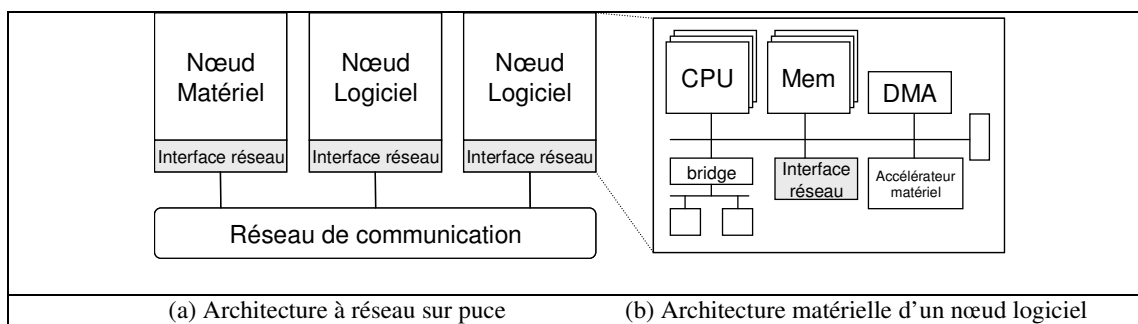 Nœud
Matériel
Interface réseau
Nœud
Logiciel
Interface réseau
Nœud
Logiciel
Interface réseau
Réseau de communication
CPU
Mem
DMA
bridge
Interface
réseau
Accélérateur
matériel
(a) Architecture à réseau sur puce
(b) Architecture matérielle d'un nœud logiciel